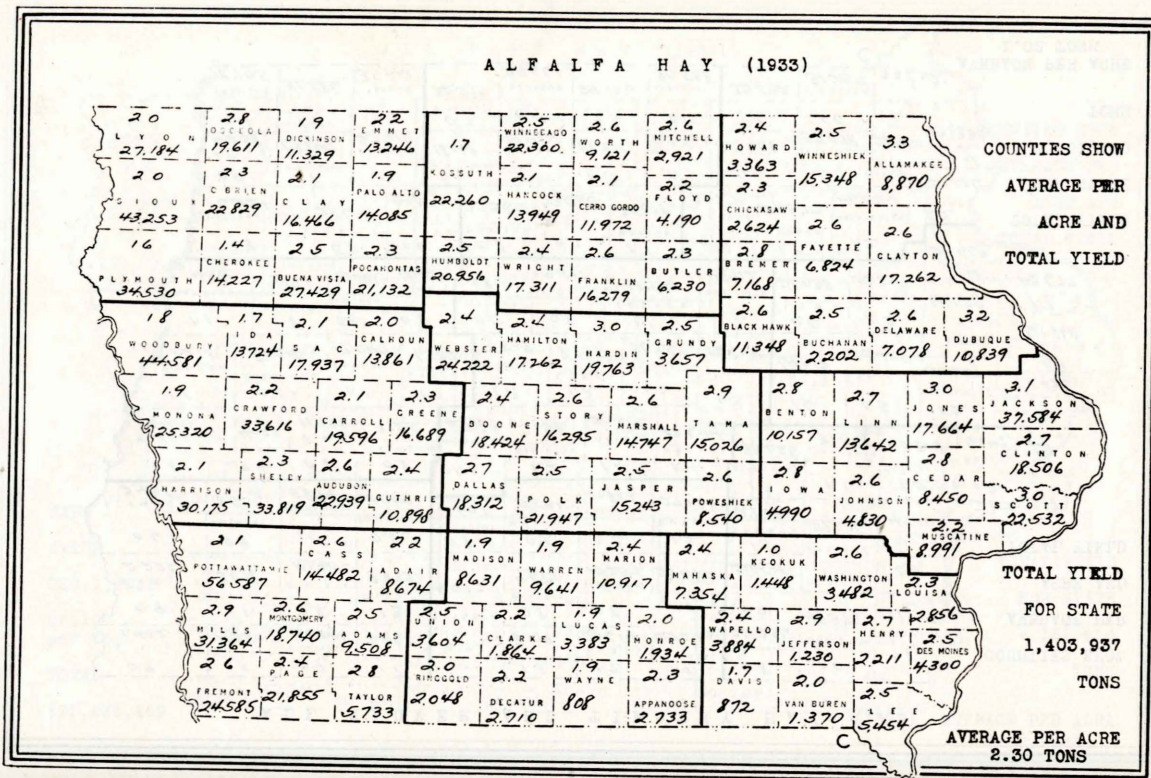 ALFALFA HAY (1933)
2.0
LYON
27.184
2.8
OSCEOLA
19.611
1.9
DICKINSON
11.329
2.2
EMMET
13.246
1.7
KOSSUTH
22.260
2.5
WINNEBAGO
22,300
2.6
WORTH
9.121
2.6
MITCHELL
2,921
2.4
HOWARD
3.363
2.5
WINNESHIEK
15.348
3.3
ALLAMAKEE
8,870
COUNTIES SHOW
AVERAGE PER
ACRE AND
TOTAL YIELD
2.0
SIOUX
43.253
2.3
O'BRIEN
22.829
2.1
CLAY
16.466
1.9
PALO ALTO
14.085
2.1
HANCOCK
13.949
2.1
CERRO GORDO
11.972
2.2
FLOYD
4.190
2.3
CHICKASAW
2,624
1.6
PLYMOUTH
34.530
1.4
CHEROKEE
14.227
2.5
BUENA VISTA
27.429
2.3
POCAHONTAS
21,132
2.5
HUMBOLDT
20.956
2.4
WRIGHT
17.311
2.6
FRANKLIN
16.279
2.3
BUTLER
6.230
2.8
BREMER
7.168
2.6
FAYETTE
6.824
2.6
CLAYTON
17.262
1.8
WOODBURY
44.581
1.7
IDA
13724
2.1
SAC
17.937
2.0
CALHOUN
13.861
2.4
WEBSTER
24.222
2.4
HAMILTON
17.262
3.0
HARDIN
19.763
2.5
GRUNDY
3.657
2.6
BLACK HAWK
11.348
2.5
BUCHANAN
2,202
2.6
DELAWARE
7.078
3.2
DUBUQUE
10.839
1.9
MONONA
25.320
2.2
CRAWFORD
33,616
2.1
CARROLL
19.596
2.3
GREENE
16.689
2.4
BOONE
18.424
2.6
STORY
16.295
2.6
MARSHALL
14.747
2.9
TAMA
15.026
2.8
BENTON
10,157
2.7
LINN
13.642
3.0
JONES
17.664
3.1
JACKSON
37.584
2.7
CLINTON
18.506
2.1
HARRISON
30.175
2.3
SHELBY
33.819
2.6
AUDUBON
22.939
2.4
GUTHRIE
10.898
2.7
DALLAS
18,312
2.5
POLK
21.947
2.5
JASPER
15.243
2.6
POWESHIEK
8.540
2.8
IOWA
4.990
2.6
JOHNSON
4.830
2.8
CEDAR
8.450
3.0
SCOTT
22.532
2.2
MUSCATINE
8.991
2.1
POTTAWATTAMIE
56.587
2.6
CASS
14.482
2.2
ADAIR
8.674
1.9
MADISON
8.631
1.9
WARREN
9.641
2.4
MARION
10.917
2.4
MAHASKA
7.354
1.0
KEOKUK
1.448
2.6
WASHINGTON
3.482
2.3
LOUISA
2.856
TOTAL YIELD
FOR STATE
1,403,937
TONS
2.9
MILLS
31.364
2.6
MONTGOMERY
18.740
2.5
ADAMS
9.508
2.5
UNION
3.604
2.2
CLARKE
1.864
1.9
LUCAS
3.383
2.0
MONROE
1.934
2.4
WAPELLO
3.884
2.9
JEFFERSON
1.230
2.7
HENRY
2.211
2.5
DES MOINES
4.300
2.6
FREMONT
24.585
2.4
PAGE
21.855
2.8
TAYLOR
5.733
2.0
RINGGOLD
2.048
2.2
DECATUR
2.710
1.9
WAYNE
808
2.3
APPANOOSE
2.733
1.7
DAVIS
872
2.0
VAN BUREN
1.370
2.5
LEE
5.454
C
AVERAGE PER ACRE
2.30 TONS